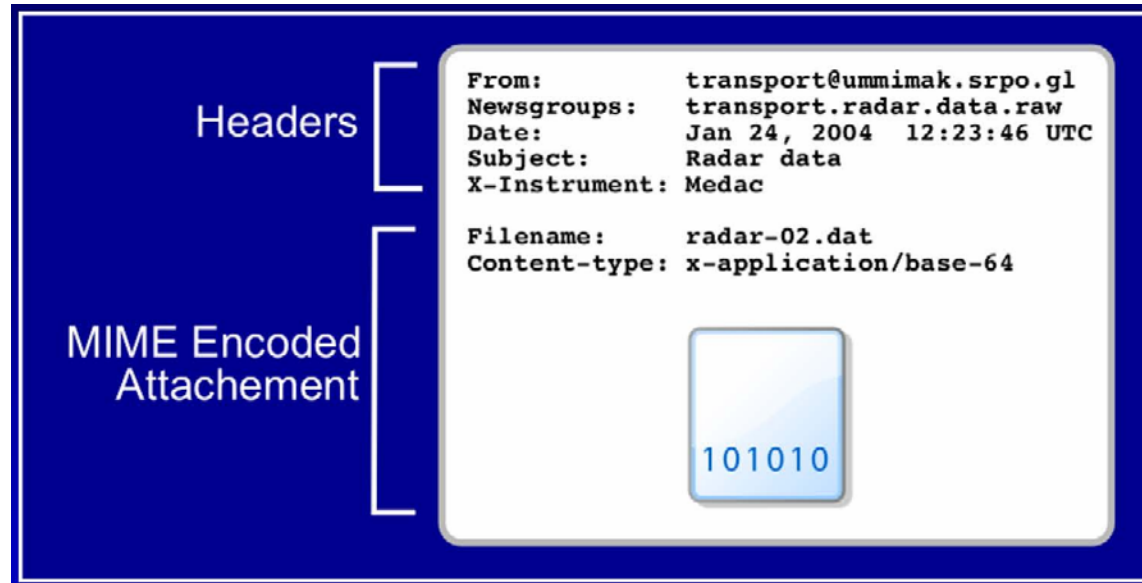 Headers
From: transport@ummimak.srpo.gl
Newsgroups: transport.radar.data.raw
Date: Jan 24, 2004 12:23:46 UTC
Subject: Radar data
X-Instrument: Medac
MIME Encoded
Attachement
Filename: radar-02.dat
Content-type: x-application/base-64
101010